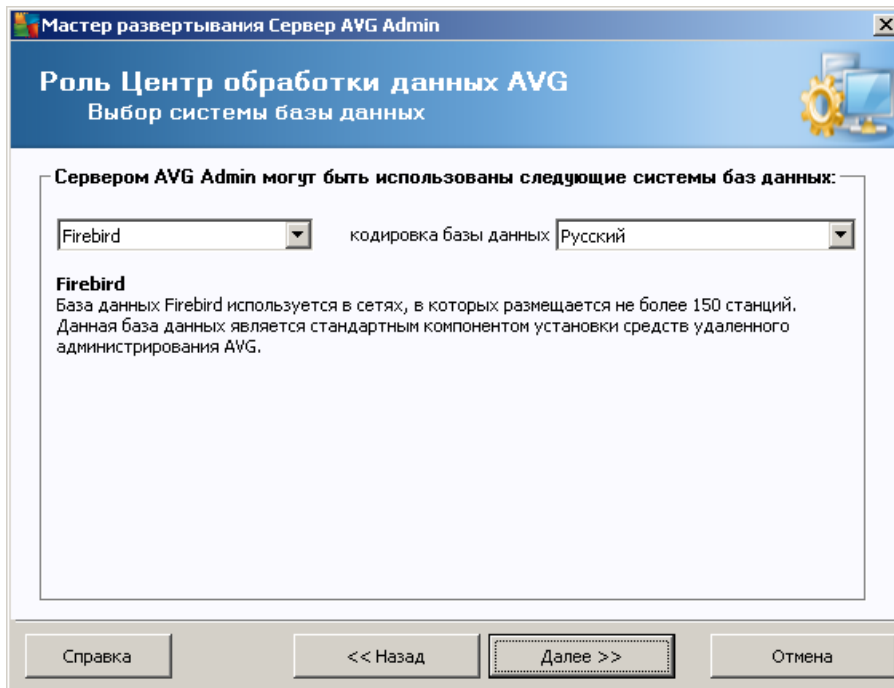 Мастер развертывания Сервер AVG Admin
Роль Центр обработки данных AVG
Выбор системы базы данных
Сервером AVG Admin могут быть использованы следующие системы баз данных:
Firebird кодировка базы данных Русский
Firebird
База данных Firebird используется в сетях, в которых размещается не более 150 станций.
Данная база данных является стандартным компонентом установки средств удаленного
администрирования AVG.
Справка << Назад Далее >> Отмена